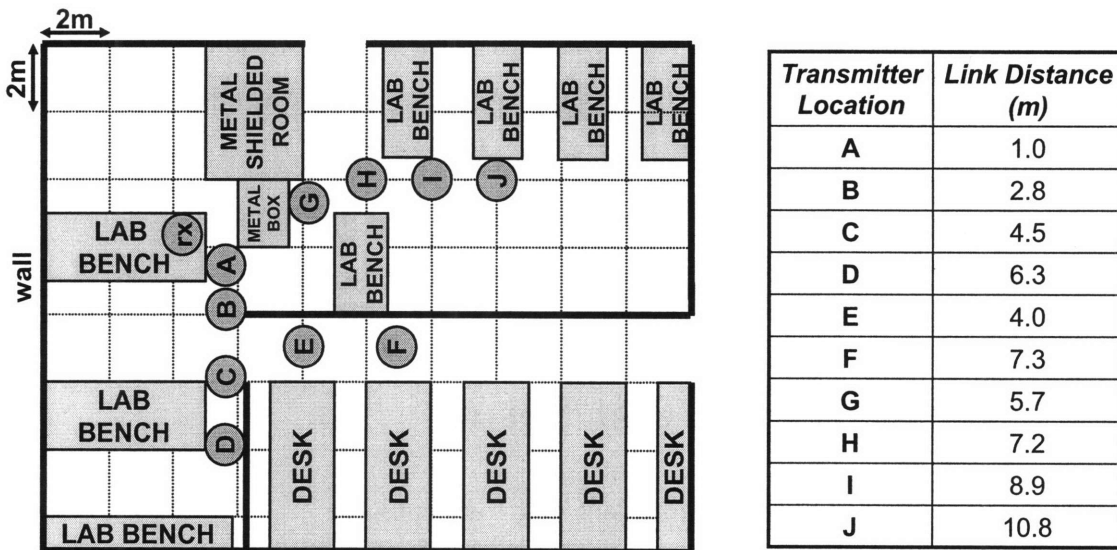 2m
2m
wall
METAL
SHIELDED
ROOM
LAB
BENCH
LAB
BENCH
LAB
BENCH
LAB
BENCH
METAL
BOX
G
H
I
J
LAB
BENCH
rx
A
LAB
BENCH
B
E
F
C
LAB
BENCH
D
DESK
DESK
DESK
DESK
DESK
LAB BENCH
Transmitter Location Link Distance (m)
A 1.0
B 2.8
C 4.5
D 6.3
E 4.0
F 7.3
G 5.7
H 7.2
I 8.9
J 10.8